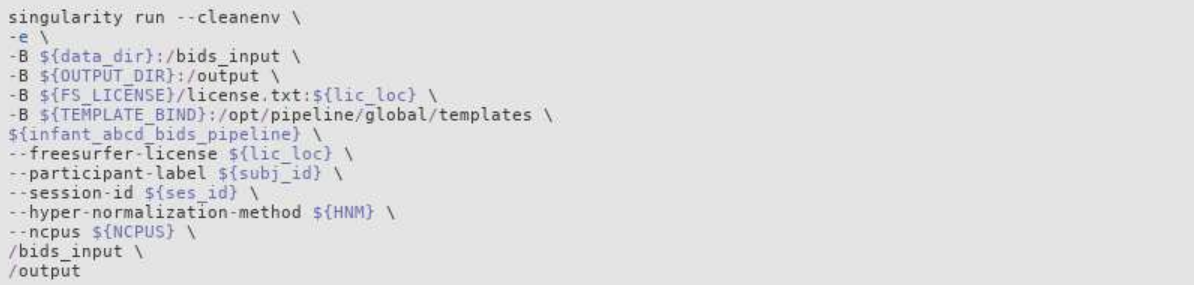 singularity run --cleanenv \
-e \
-B ${data_dir}:/bids_input \
-B ${OUTPUT_DIR}:/output \
-B ${FS_LICENSE}/license.txt:${lic_loc} \
-B ${TEMPLATE_BIND}:/opt/pipeline/global/templates \
${infant_abcd_bids_pipeline} \
--freesurfer-license ${lic_loc} \
--participant-label ${subj_id} \
--session-id ${ses_id} \
--hyper-normalization-method ${HNM} \
--ncpus ${NCPUS} \
/bids_input \
/output